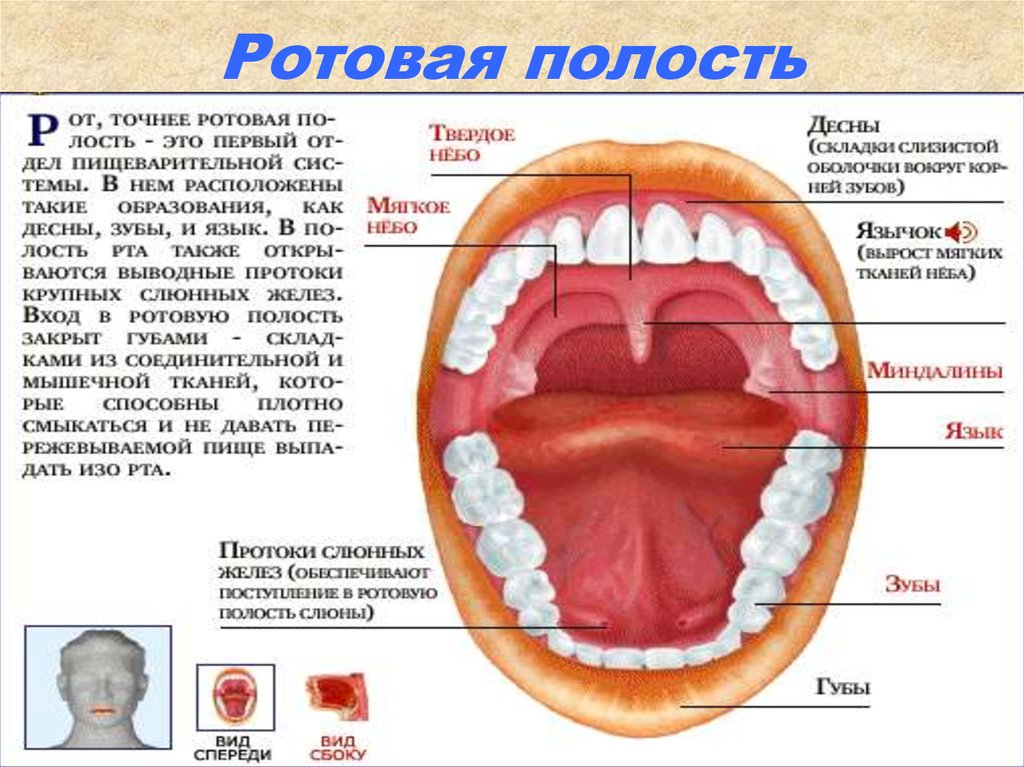 Ротовая полость
РОТ, ТОЧНЕЕ РОТОВАЯ ПО-
ЛОСТЬ - ЭТО ПЕРВЫЙ ОТ-
ДЕЛ ПИЩЕВАРИТЕЛЬНОЙ СИС-
ТЕМЫ. В НЕМ РАСПОЛОЖЕНЫ
ТАКИЕ ОБРАЗОВАНИЯ, КАК
ДЕСНЫ, ЗУБЫ, И ЯЗЫК. В ПО-
ЛОСТЬ РТА ТАКЖЕ ОТКРЫ-
ВАЮТСЯ ВЫВОДНЫЕ ПРОТОКИ
КРУПНЫХ СЛЮННЫХ ЖЕЛЕЗ.
ВХОД В РОТОВУЮ ПОЛОСТЬ
ЗАКРЫТ ГУБАМИ - СКЛАД-
КАМИ ИЗ СОЕДИНИТЕЛЬНОЙ И
МЫШЕЧНОЙ ТКАНЕЙ, КОТО-
РЫЕ СПОСОБНЫ ПЛОТНО
СМЫКАТЬСЯ И НЕ ДАВАТЬ ПЕ-
РЕЖЕВЫВАЕМОЙ ПИЩЕ ВЫПА-
ДАТЬ ИЗО РТА.
ТВЕРДОЕ
НЁБО
МЯГКОЕ
НЁБО
ДЕСНЫ
(СКЛАДКИ СЛИЗИСТОЙ
ОБОЛОЧКИ ВОКРУГ КОР-
НЕЙ ЗУБОВ)
ЯЗЫЧОК
(ВЫРОСТ МЯГКИХ
ТКАНЕЙ НЁБА)
МИНДАЛИНЫ
ЯЗЫК
ПРОТОКИ СЛЮННЫХ
ЖЕЛЕЗ (ОБЕСПЕЧИВАЮТ
ПОСТУПЛЕНИЕ В РОТОВУЮ
ПОЛОСТЬ СЛЮНЫ)
ЗУБЫ
ГУБЫ
ВИД
СПЕРЕДИ
ВИД
СБОКУ